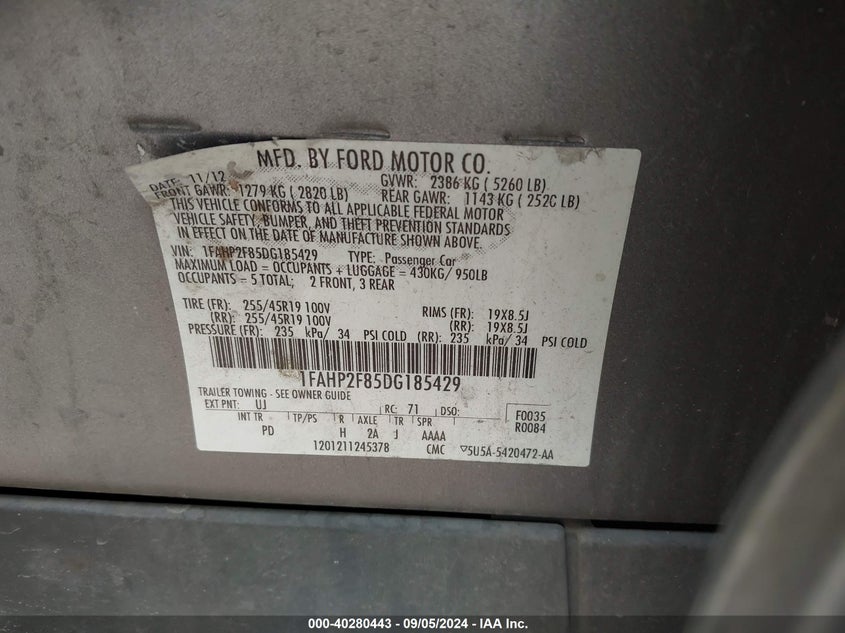 MFD. BY FORD MOTOR CO.
DATE: 11/12 GVWR: 2386 KG ( 5260 LB)
FRONT GAWR: 1279 KG ( 2820 LB) REAR GAWR: 1143 KG ( 2520 LB)
THIS VEHICLE CONFORMS TO ALL APPLICABLE FEDERAL MOTOR
VEHICLE SAFETY, BUMPER, AND THEFT PREVENTION STANDARDS
IN EFFECT ON THE DATE OF MANUFACTURE SHOWN ABOVE.
VIN: 1FAHP2F85DG185429 TYPE: Passenger Car
MAXIMUM LOAD = OCCUPANTS + LUGGAGE = 430KG/ 950LB
OCCUPANTS = 5 TOTAL; 2 FRONT, 3 REAR
TIRE (FR): 255/45R19 100V RIMS (FR): 19X8.5J
(RR): 255/45R19 100V (RR): 19X8.5J
PRESSURE (FR): 235 kPa/ 34 PSI COLD (RR): 235 kPa/ 34 PSI COLD
1FAHP2F85DG185429
TRAILER TOWING - SEE OWNER GUIDE
EXT PNT: UJ RC: 71 DSO: F0035
INT TR TP/PS R AXLE TR SPR R0084
PD H 2A J AAAA
1201211245378 CMC ▽5U5A-5420472-AA
000-40280443 - 09/05/2024 - IAA Inc.